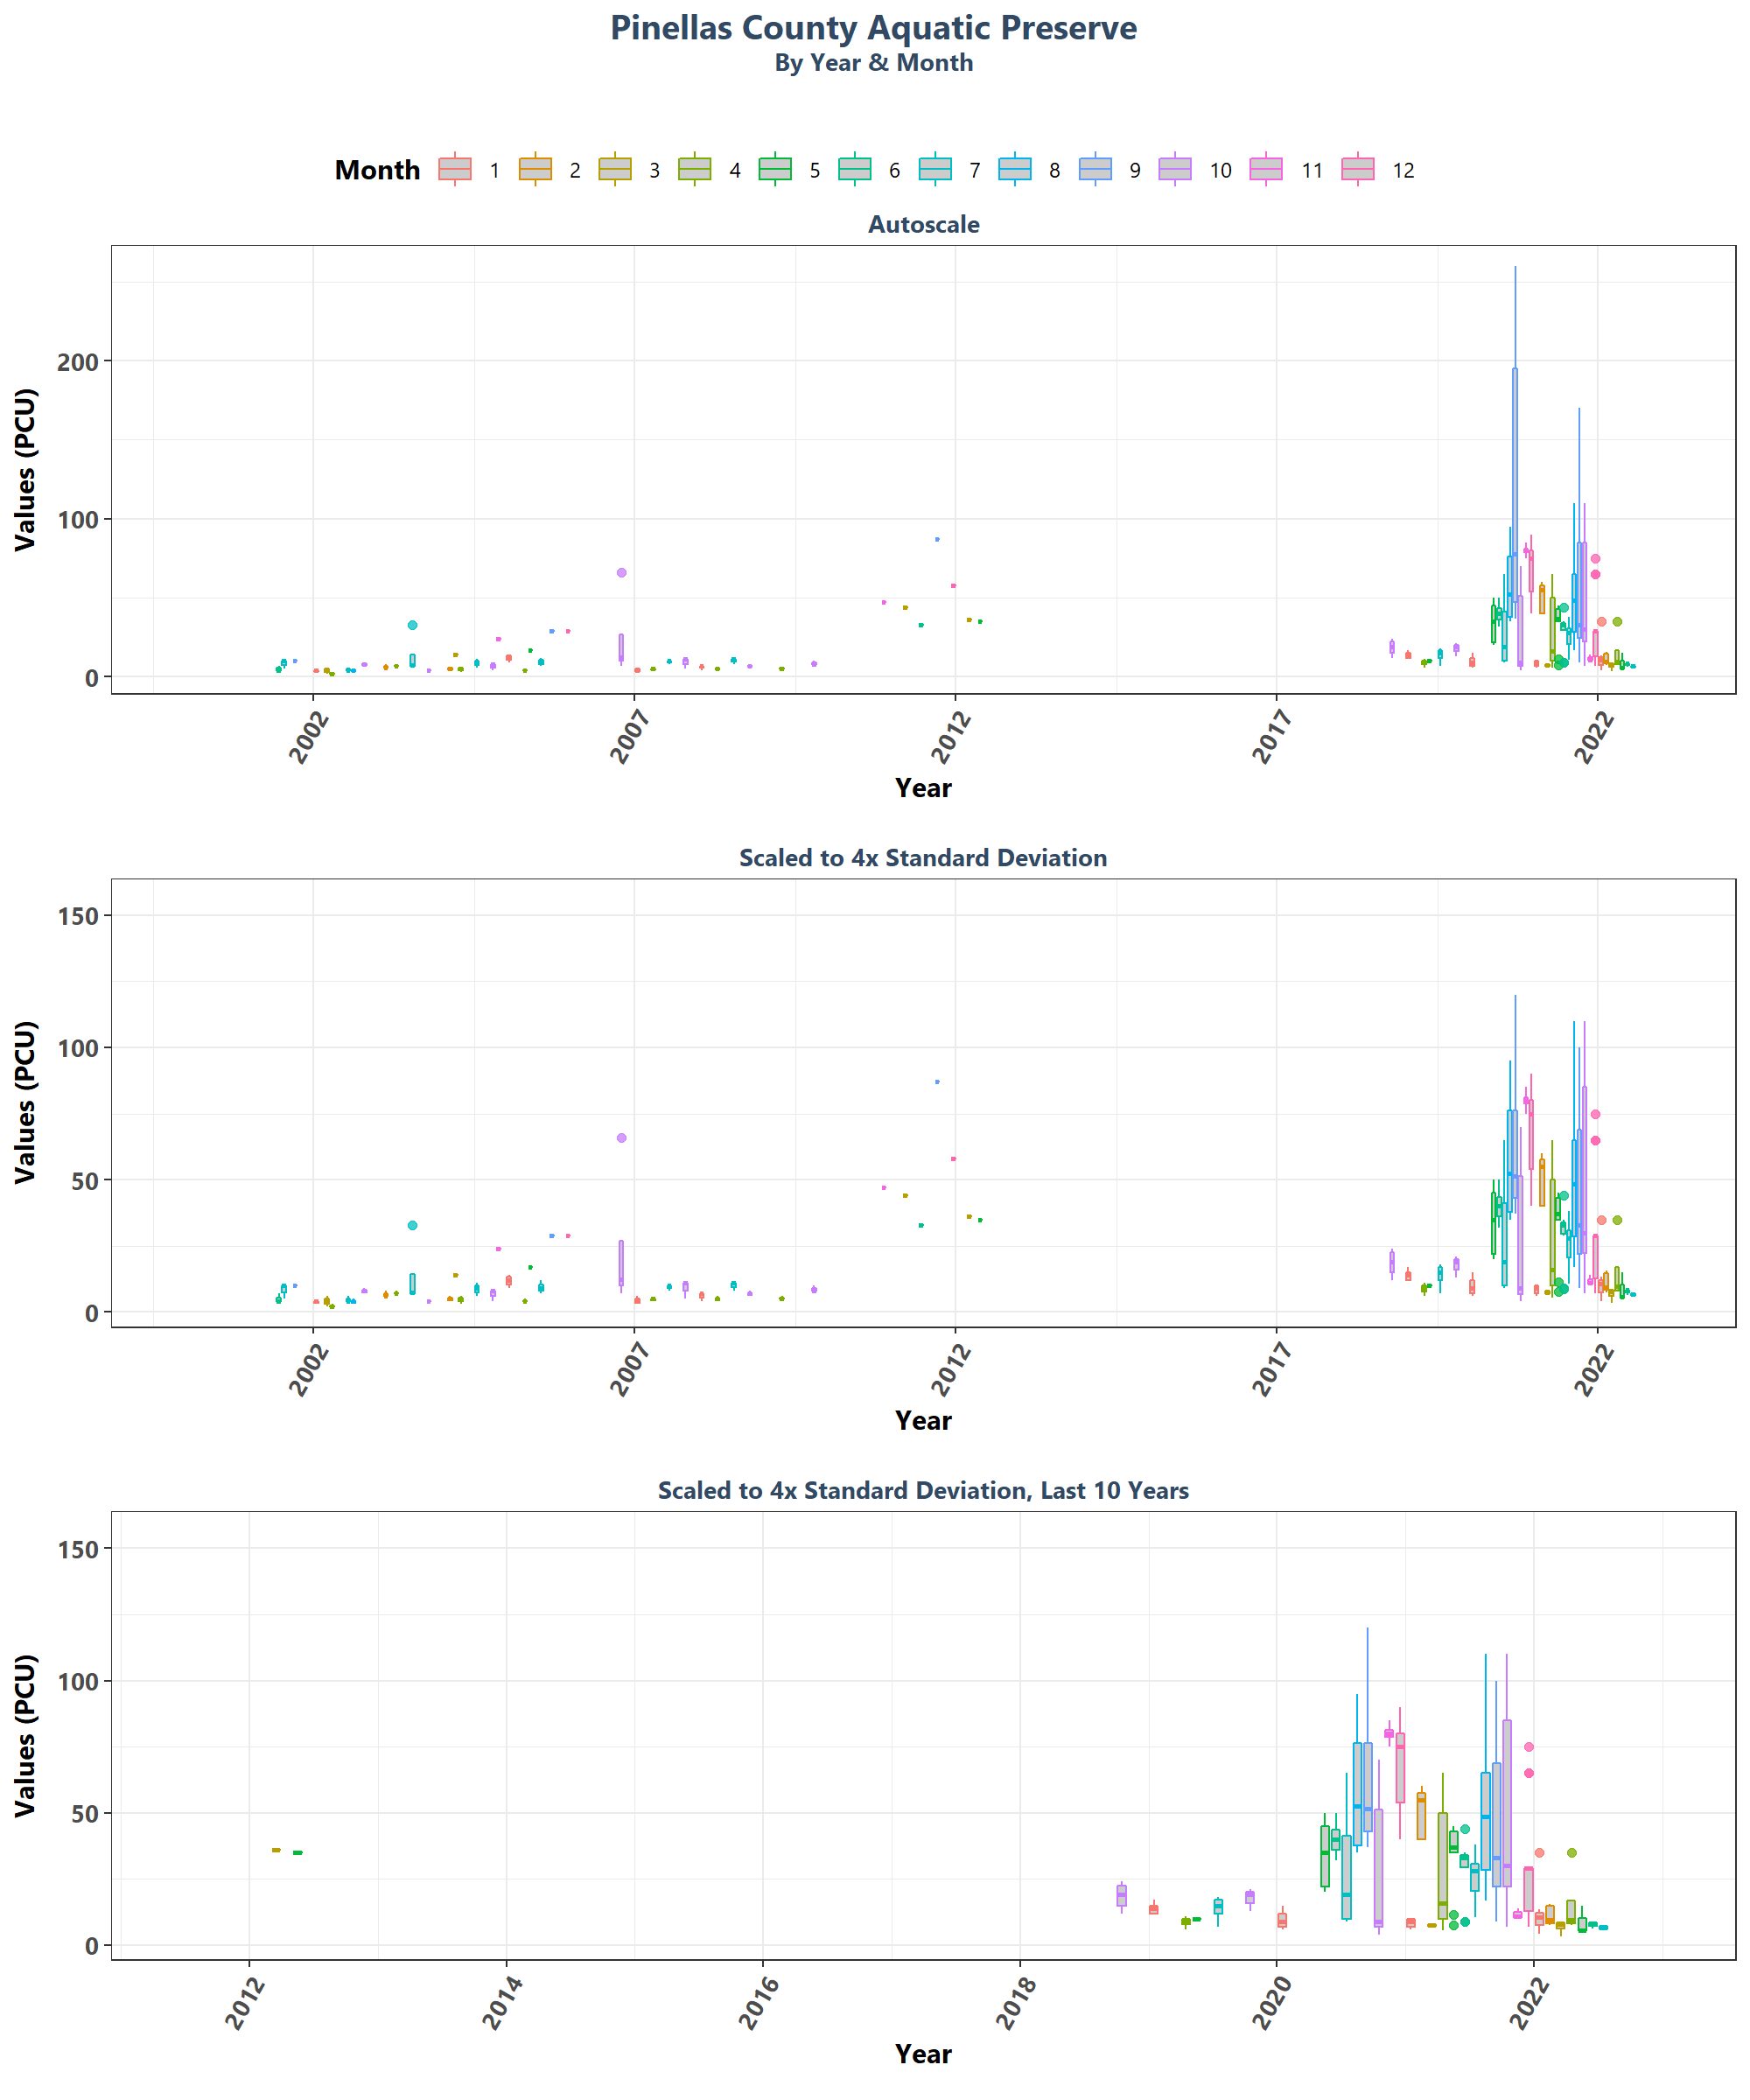 Pinellas County Aquatic Preserve
By Year & Month
Month 1 2 3 4 5 6 7 8 9 10 11 12
Autoscale
Values (PCU)
200
100
0
2002 2007 2012 2017 2022
Year
Scaled to 4x Standard Deviation
Values (PCU)
150
100
50
0
2002 2007 2012 2017 2022
Year
Scaled to 4x Standard Deviation, Last 10 Years
Values (PCU)
150
100
50
0
2012 2014 2016 2018 2020 2022
Year